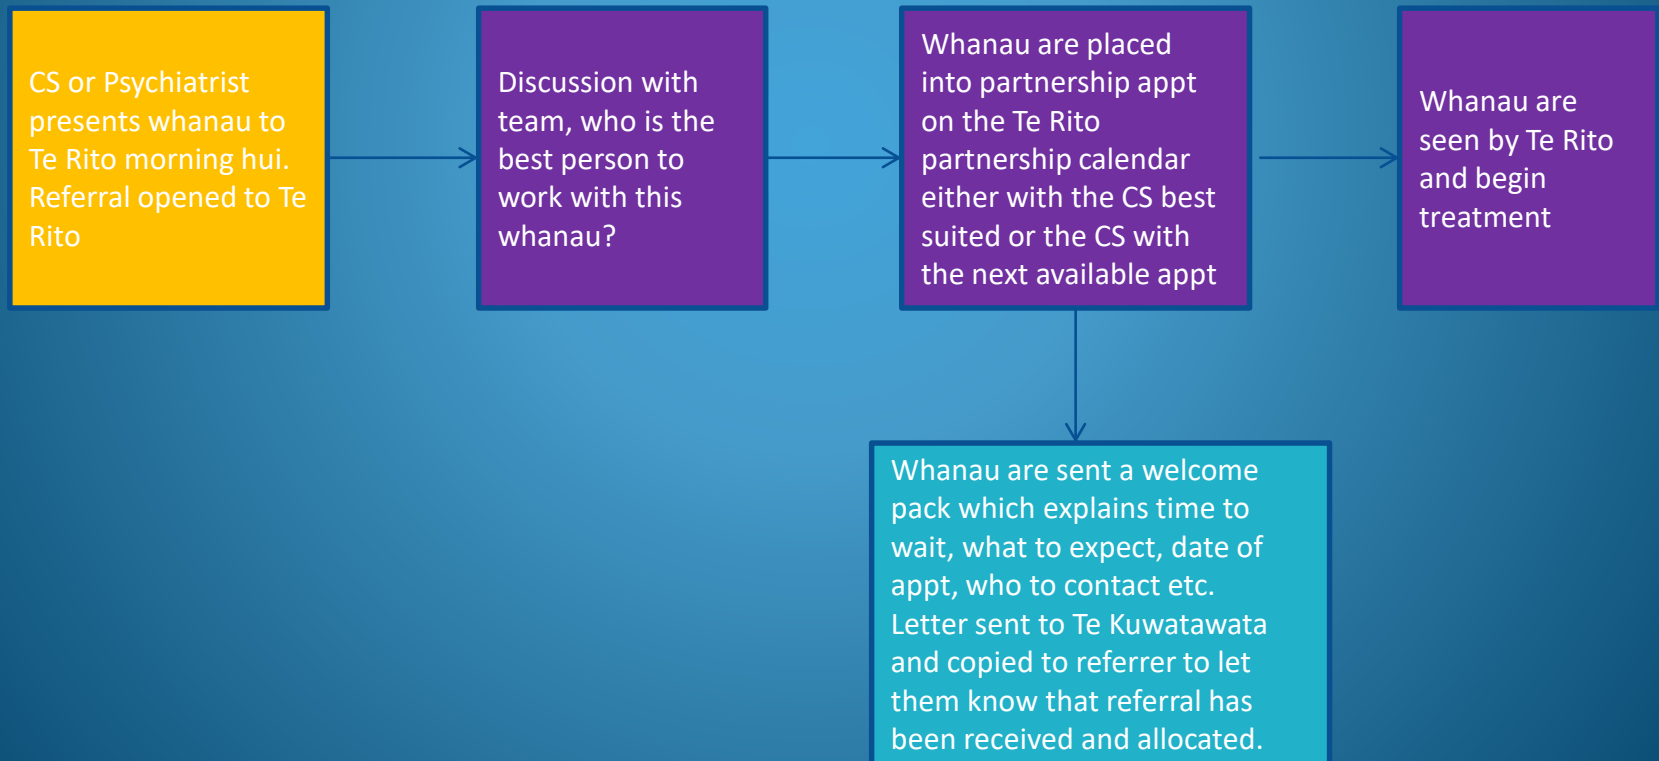 CS or Psychiatrist
presents whanau to
Te Rito morning hui.
Referral opened to Te
Rito
Discussion with
team, who is the
best person to
work with this
whanau?
Whanau are placed
into partnership appt
on the Te Rito
partnership calendar
either with the CS best
suited or the CS with
the next available appt
Whanau are
seen by Te Rito
and begin
treatment
Whanau are sent a welcome
pack which explains time to
wait, what to expect, date of
appt, who to contact etc.
Letter sent to Te Kuwatawata
and copied to referrer to let
them know that referral has
been received and allocated.